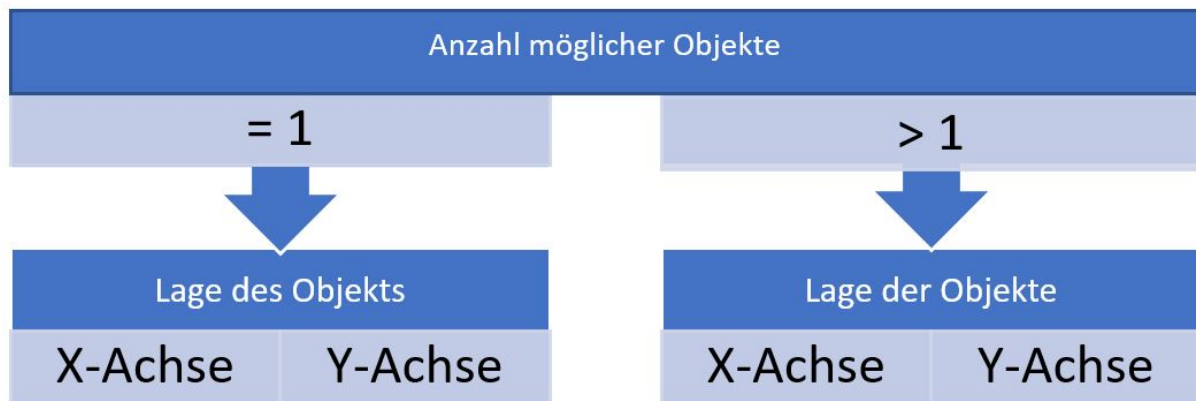 Anzahl möglicher Objekte
= 1
> 1
Lage des Objekts
Lage der Objekte
X-Achse
Y-Achse
X-Achse
Y-Achse